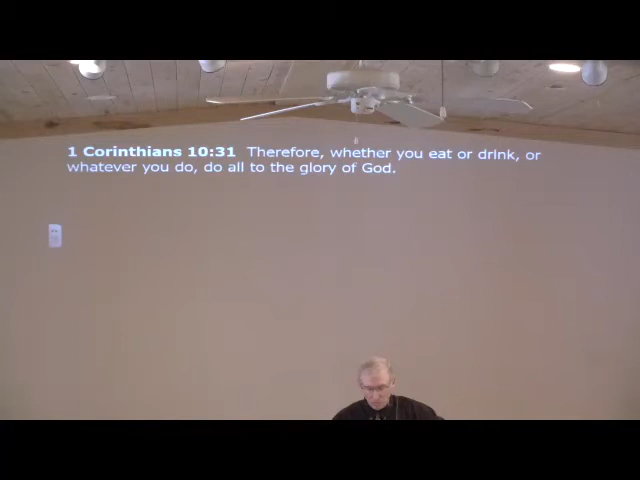 1 Corinthians 10:31 Therefore, whether you eat or drink, or
whatever you do, do all to the glory of God.